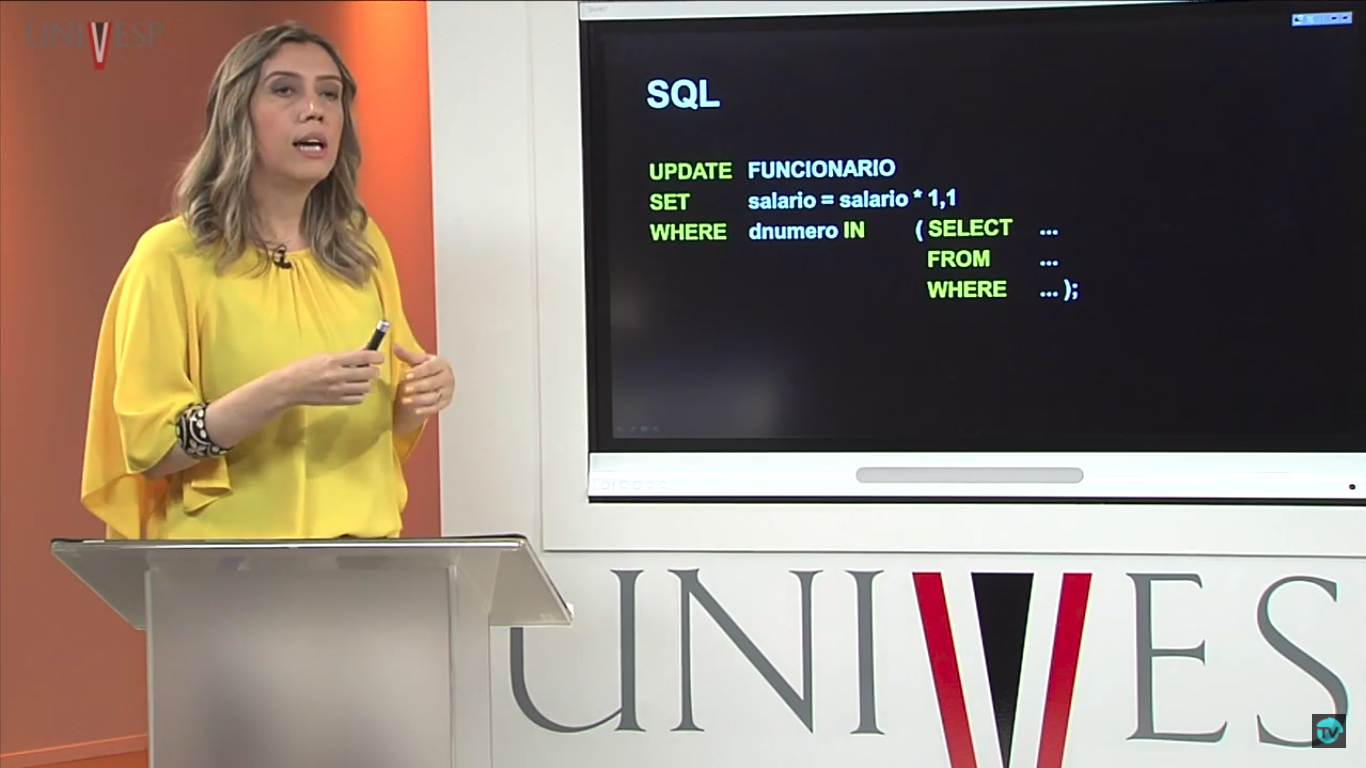 UNIVESP
SQL
UPDATE FUNCIONARIO
SET salario = salario * 1,1
WHERE dnumero IN ( SELECT ...
FROM ...
WHERE ... );
UNIVES
TV